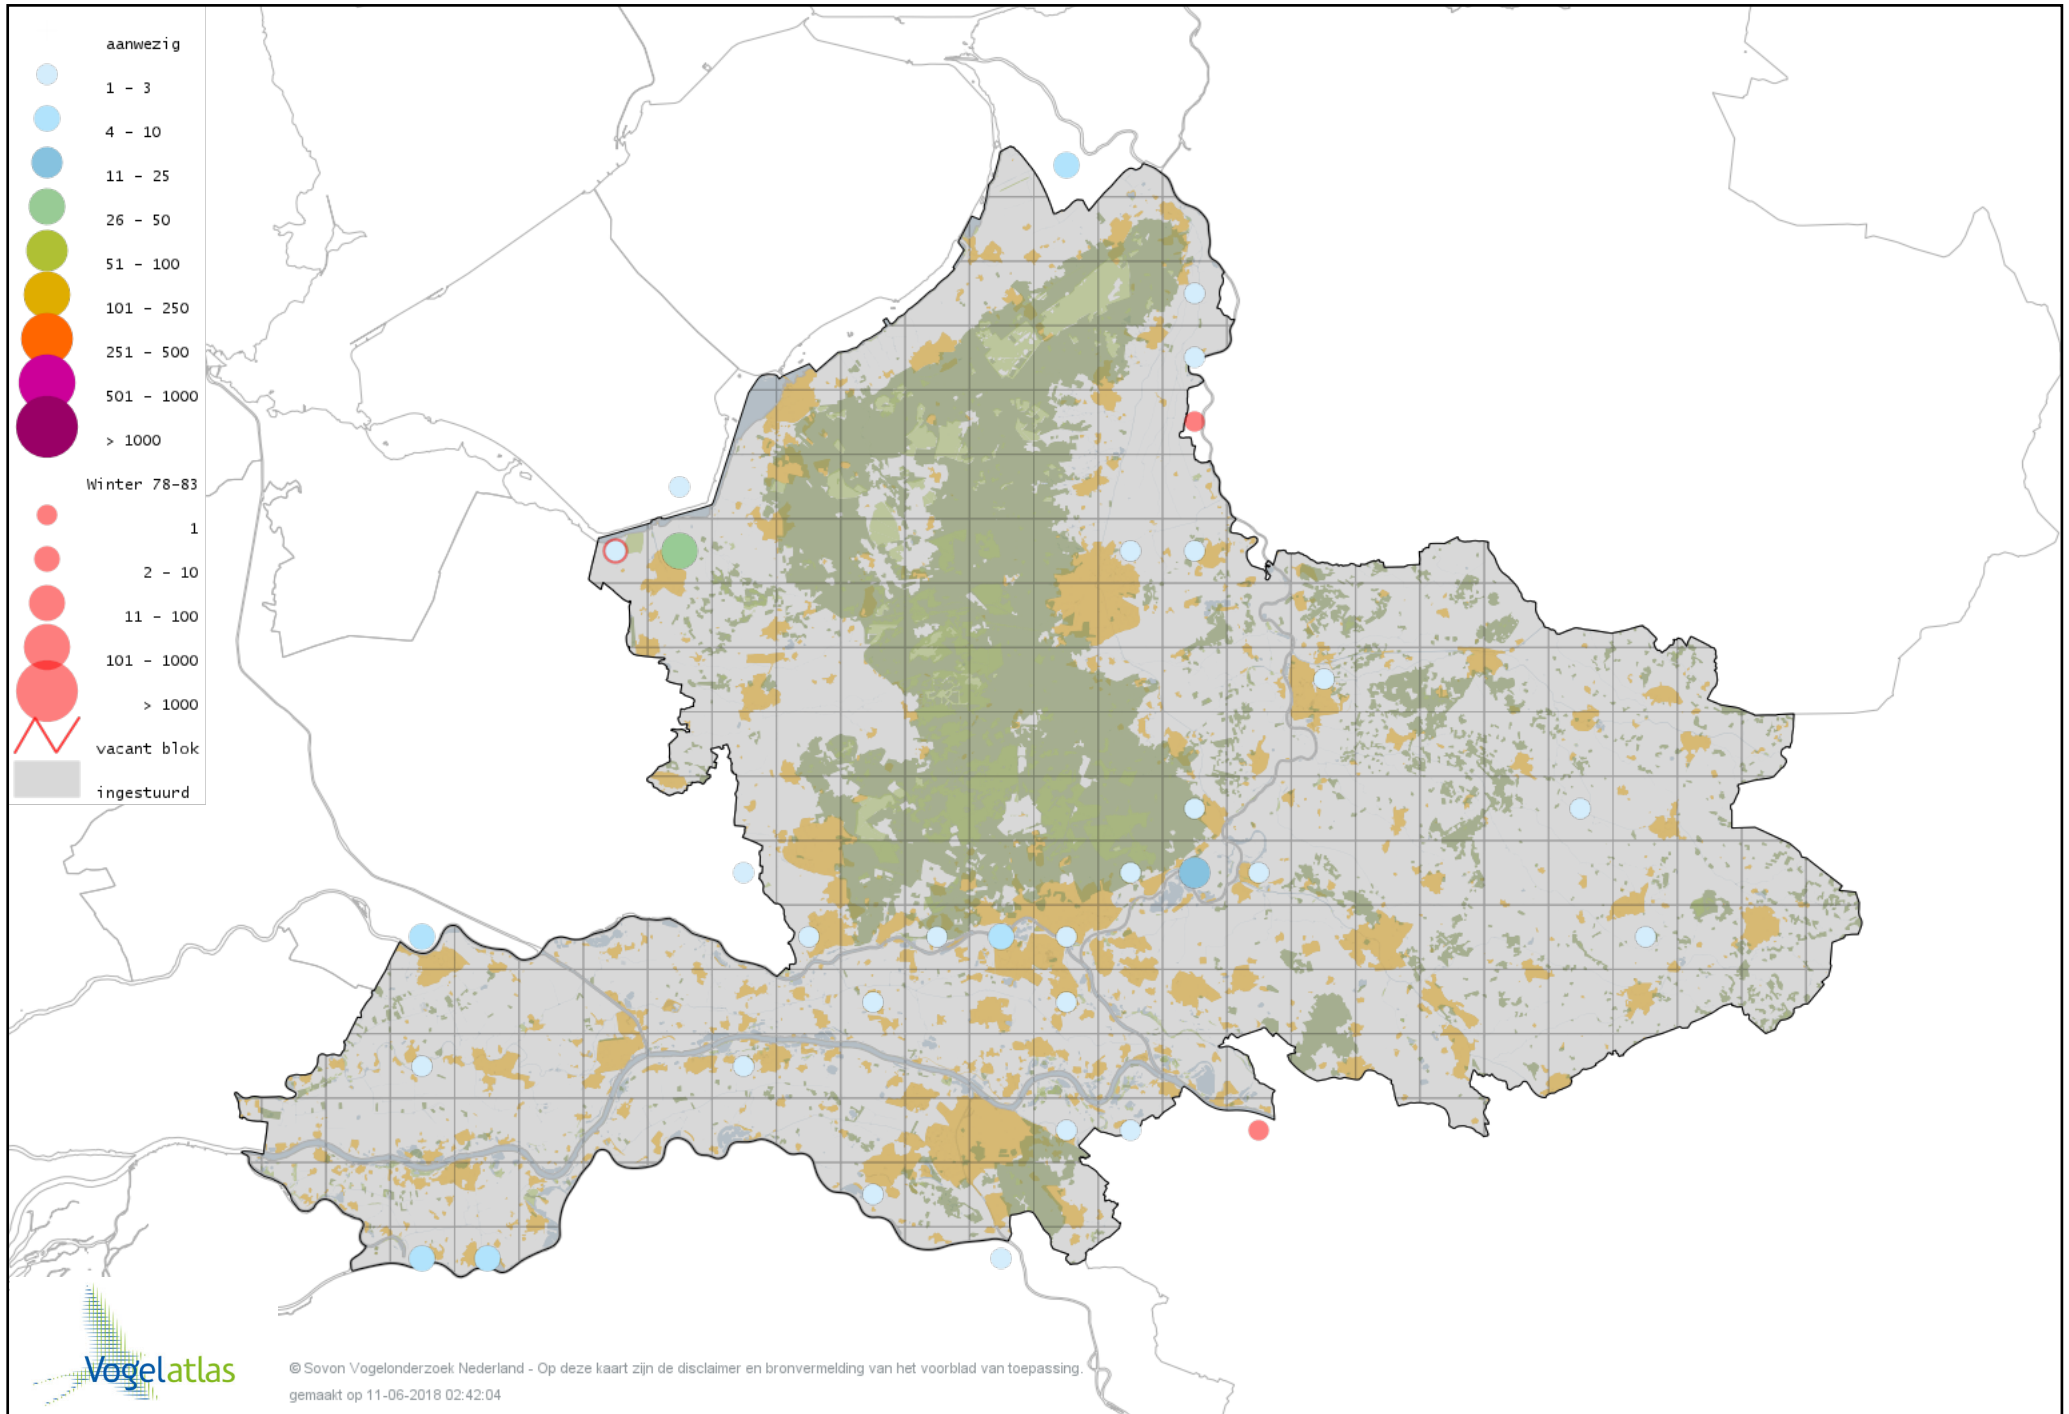 aanwezig
1 - 3
4 - 10
11 - 25
26 - 50
51 - 100
101 - 250
251 - 500
501 - 1000
> 1000
Winter 78-83
1
2 - 10
11 - 100
101 - 1000
> 1000
vacant blok
ingestuurd
Vogelatlas
© Sovon Vogelonderzoek Nederland - Op deze kaart zijn de disclaimer en bronvermelding van het voorblad van toepassing.
gemaakt op 11-06-2018 02:42:04